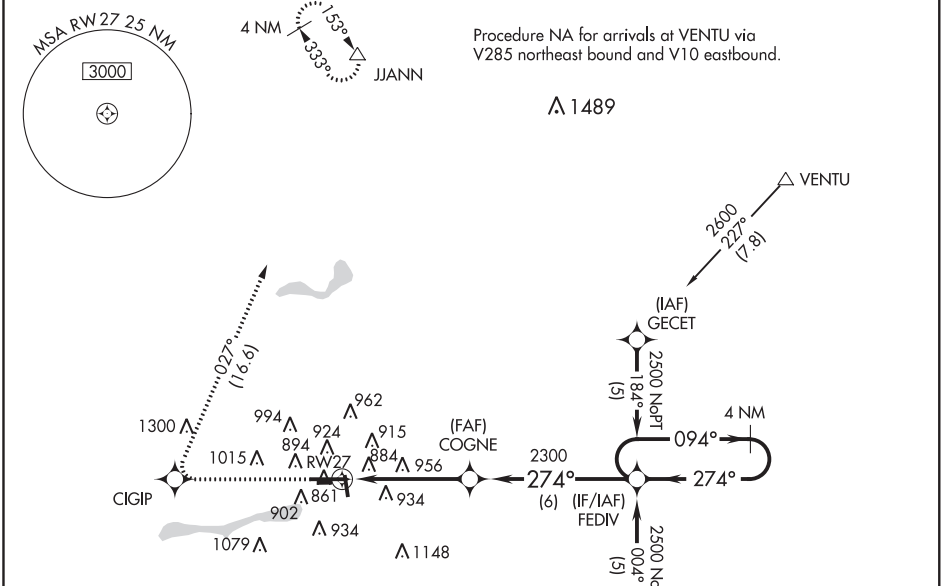 MSA RW27 25 NM
3000
4 NM
153°
333°
JJANN
Procedure NA for arrivals at VENTU via
V285 northeast bound and V10 eastbound.
1489
VENTU
2600
227°
(7.8)
(IAF)
GECET
2500 NoPT
184°
(5)
4 NM
094°
027°
(16.6)
962
994
1300
924
915
(FAF)
COGNE
894
1015
RW27
884
956
2300
274°
(6)
274°
CIGIP
861
934
(IF/IAF)
FEDIV
902
934
1079
1148
004°
(5)
2500 No